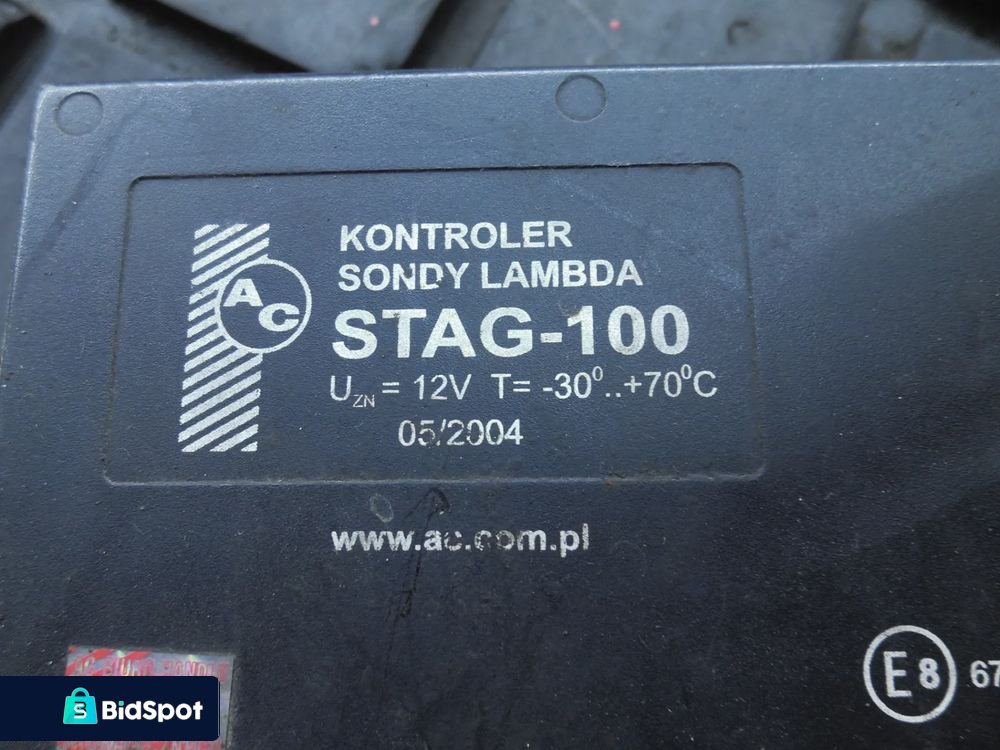 AC
KONTROLER
SONDY LAMBDA
STAG-100
UZN = 12V T= -30⁰..+70⁰C
05/2004
www.ac.com.pl
E8 67
BidSpot